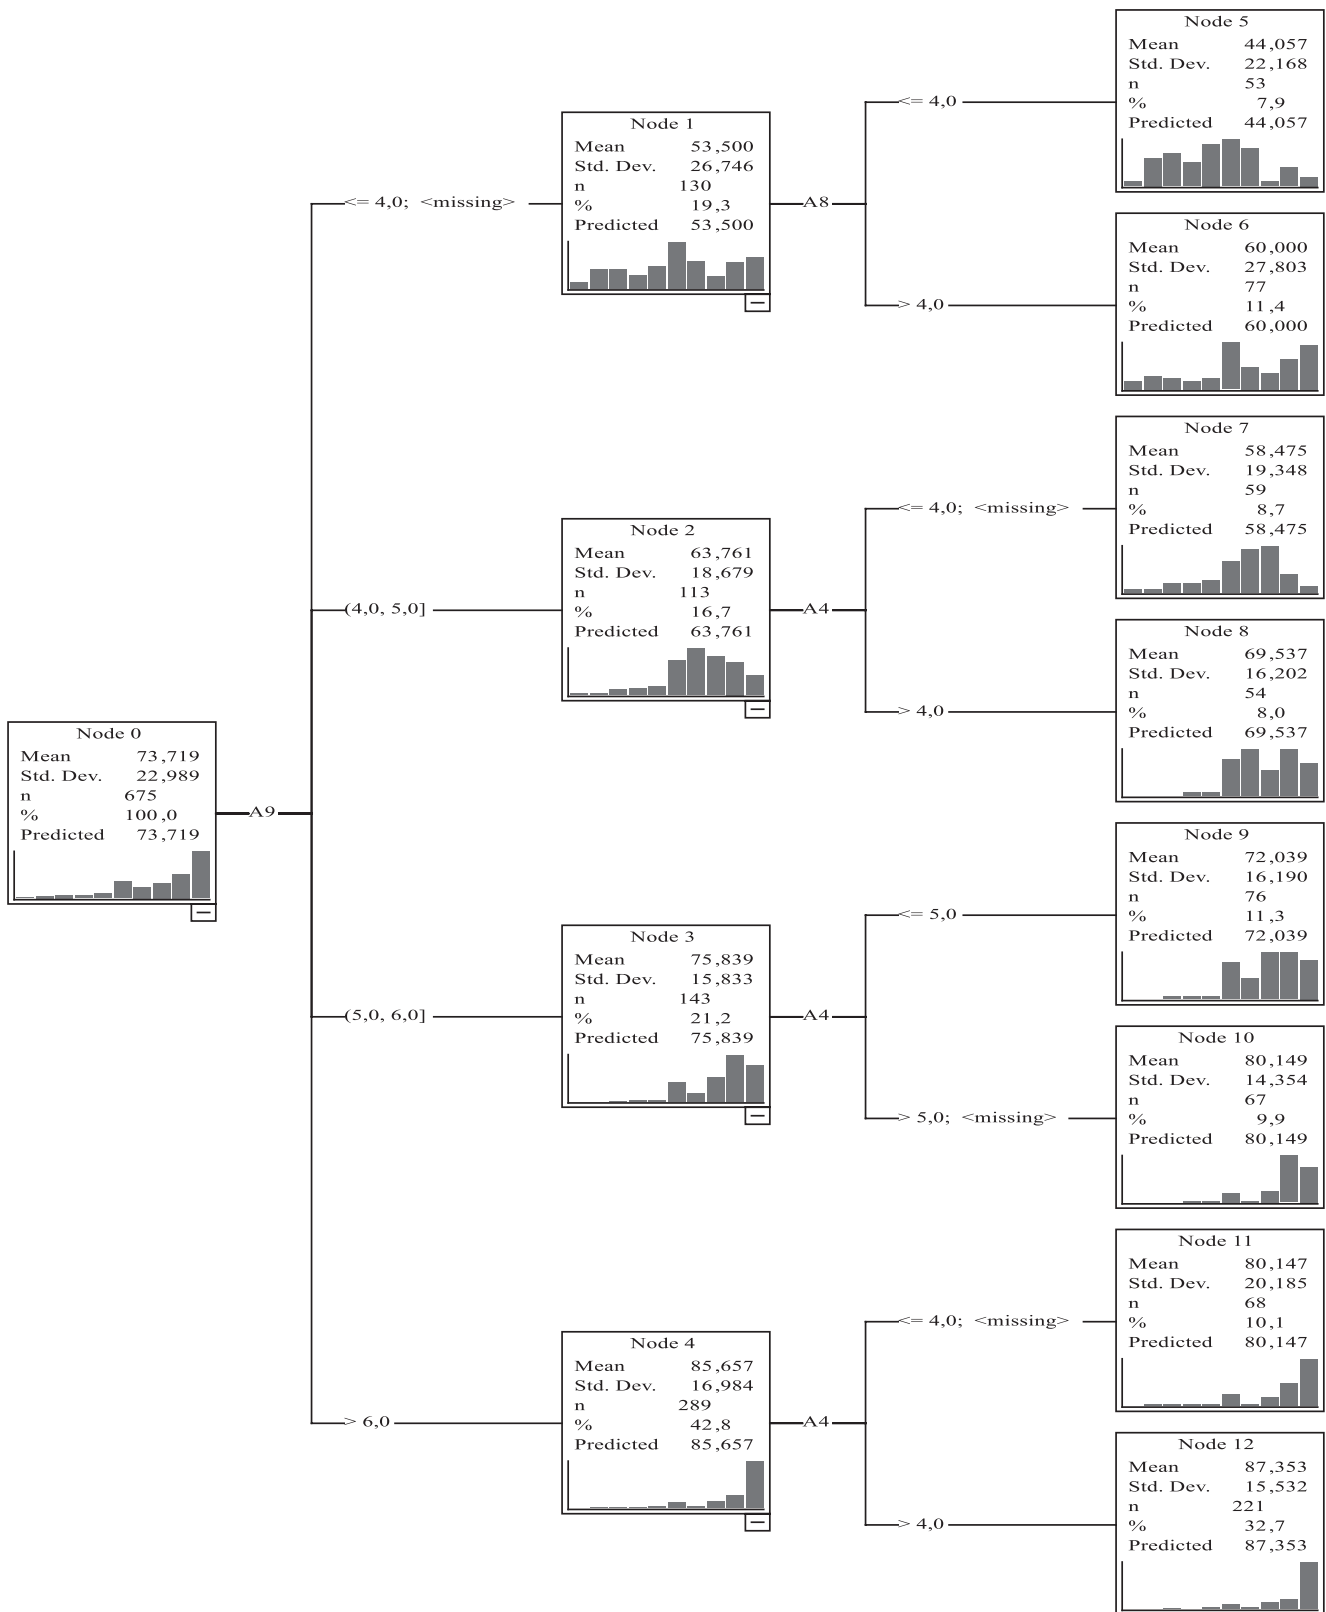 Node 0
Mean 73,719
Std. Dev. 22,989
n 675
% 100,0
Predicted 73,719
A9
<= 4,0; <missing>
Node 1
Mean 53,500
Std. Dev. 26,746
n 130
% 19,3
Predicted 53,500
A8
<= 4,0
Node 5
Mean 44,057
Std. Dev. 22,168
n 53
% 7,9
Predicted 44,057
> 4,0
Node 6
Mean 60,000
Std. Dev. 27,803
n 77
% 11,4
Predicted 60,000
(4,0, 5,0]
Node 2
Mean 63,761
Std. Dev. 18,679
n 113
% 16,7
Predicted 63,761
A4
<= 4,0; <missing>
Node 7
Mean 58,475
Std. Dev. 19,348
n 59
% 8,7
Predicted 58,475
> 4,0
Node 8
Mean 69,537
Std. Dev. 16,202
n 54
% 8,0
Predicted 69,537
(5,0, 6,0]
Node 3
Mean 75,839
Std. Dev. 15,833
n 143
% 21,2
Predicted 75,839
A4
<= 5,0
Node 9
Mean 72,039
Std. Dev. 16,190
n 76
% 11,3
Predicted 72,039
> 5,0; <missing>
Node 10
Mean 80,149
Std. Dev. 14,354
n 67
% 9,9
Predicted 80,149
> 6,0
Node 4
Mean 85,657
Std. Dev. 16,984
n 289
% 42,8
Predicted 85,657
A4
<= 4,0; <missing>
Node 11
Mean 80,147
Std. Dev. 20,185
n 68
% 10,1
Predicted 80,147
> 4,0
Node 12
Mean 87,353
Std. Dev. 15,532
n 221
% 32,7
Predicted 87,353